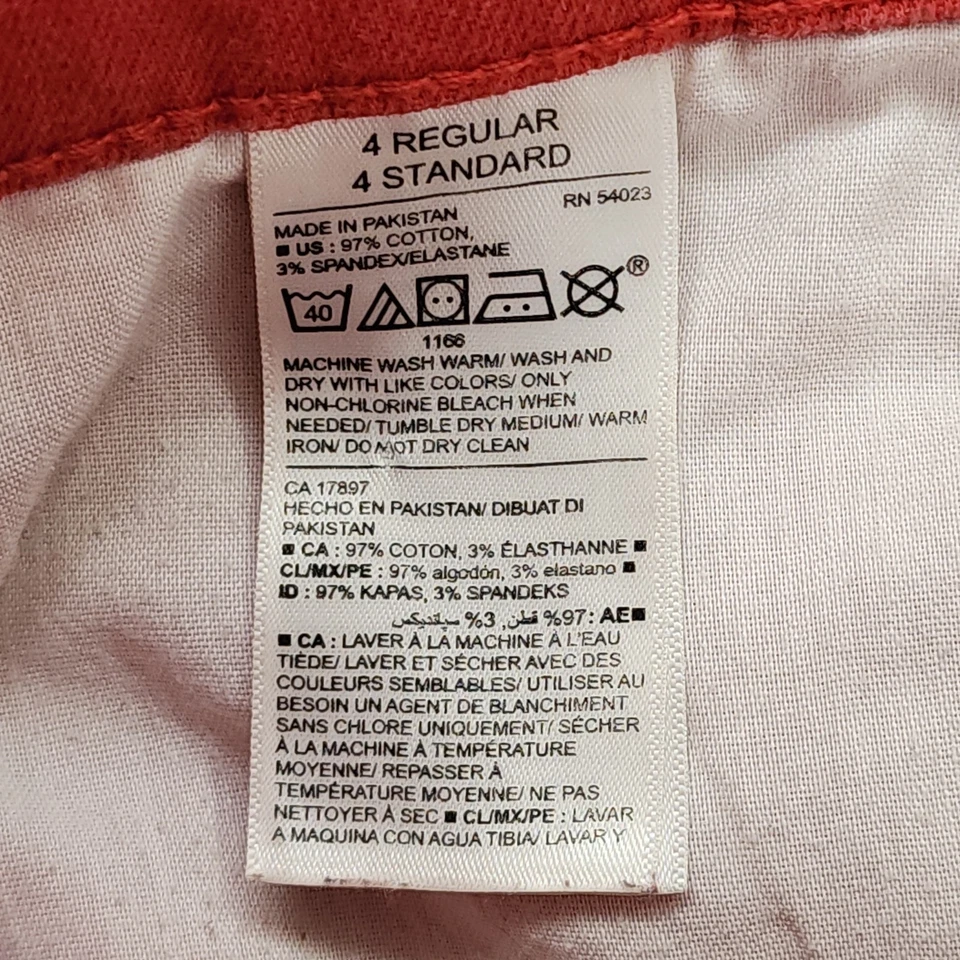 4 REGULAR
4 STANDARD
RN 54023
MADE IN PAKISTAN
■ US : 97% COTTON,
3% SPANDEX/ELASTANE
40
®
1166
MACHINE WASH WARM/ WASH AND
DRY WITH LIKE COLORS/ ONLY
NON-CHLORINE BLEACH WHEN
NEEDED/ TUMBLE DRY MEDIUM/ WARM
IRON/ DO NOT DRY CLEAN
CA 17897
HECHO EN PAKISTAN/ DIBUAT DI
PAKISTAN
■ CA : 97% COTON, 3% ÉLASTHANNE ■
CL/MX/PE : 97% algodón, 3% elastano ■
ID : 97% KAPAS, 3% SPANDEKS
■AE: 97% قطن, 3% سپانديكس
■ CA : LAVER À LA MACHINE À L'EAU
TIÈDE/ LAVER ET SÉCHER AVEC DES
COULEURS SEMBLABLES/ UTILISER AU
BESOIN UN AGENT DE BLANCHIMENT
SANS CHLORE UNIQUEMENT/ SÉCHER
À LA MACHINE À TEMPÉRATURE
MOYENNE/ REPASSER À
TEMPÉRATURE MOYENNE/ NE PAS
NETTOYER À SEC ■ CL/MX/PE : LAVAR
A MAQUINA CON AGUA TIBIA/ LAVAR Y